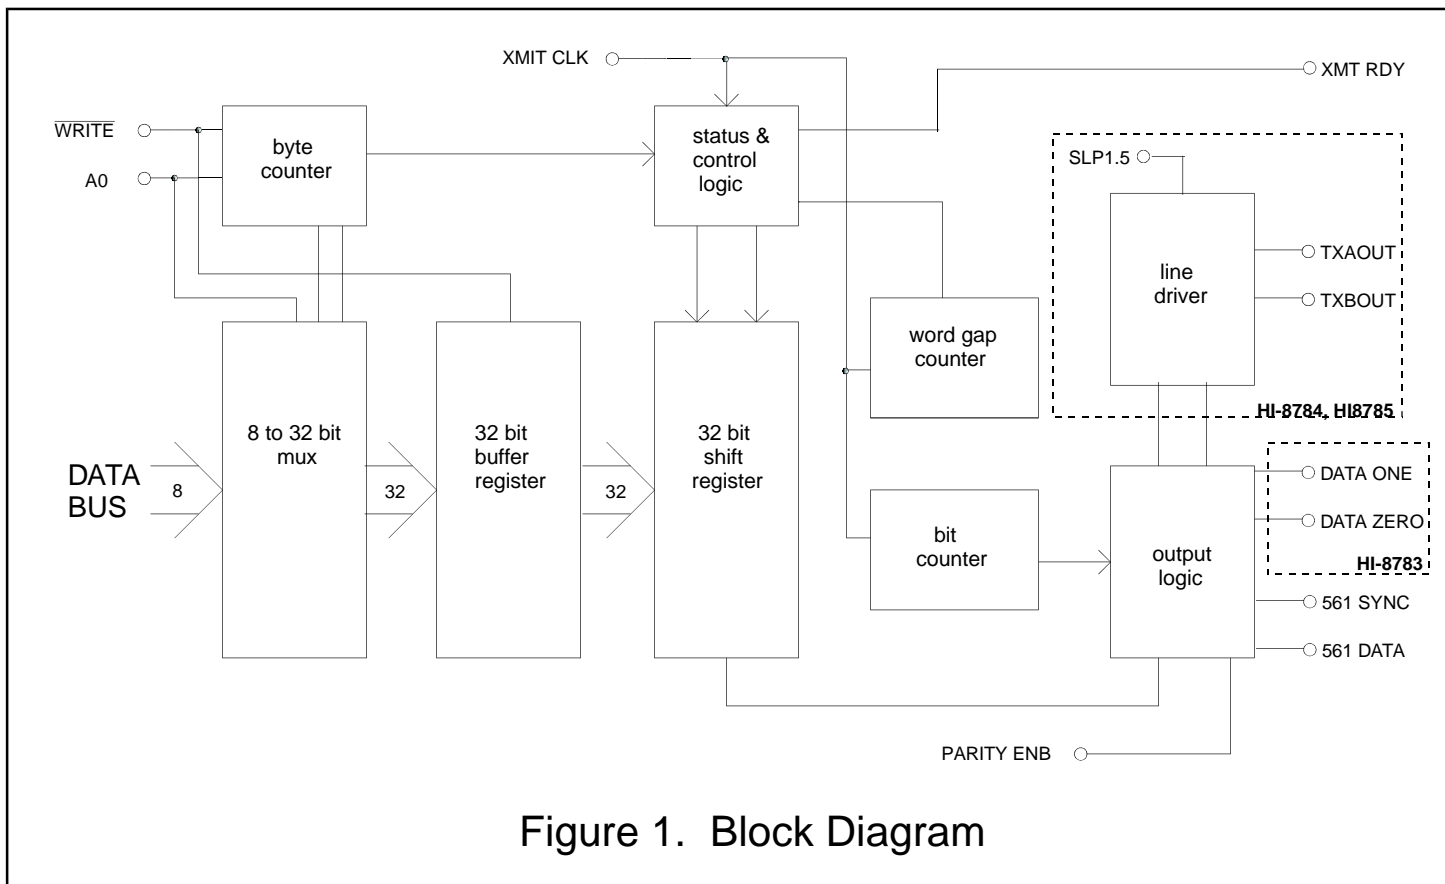 XMIT CLK
XMT RDY
WRITE
A0
byte
counter
status &
control
logic
SLP1.5
line
driver
TXAOUT
TXBOUT
HI-8784, HI8785
word gap
counter
DATA
BUS
8
8 to 32 bit
mux
32
32 bit
buffer
register
32
32 bit
shift
register
bit
counter
output
logic
DATA ONE
DATA ZERO
HI-8783
561 SYNC
561 DATA
PARITY ENB
Figure 1. Block Diagram